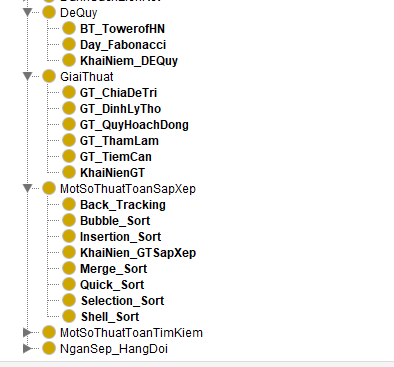 DeQuy
BT_TowerofHN
Day_Fabonacci
KhaiNiem_DEQuy
GiaiThuat
GT_ChiaDeTri
GT_DinhLyTho
GT_QuyHoachDong
GT_ThamLam
GT_TiemCan
KhaiNienGT
MotSoThuatToanSapXep
Back_Tracking
Bubble_Sort
Insertion_Sort
KhaiNien_GTSapXep
Merge_Sort
Quick_Sort
Selection_Sort
Shell_Sort
MotSoThuatToanTimKiem
NganSep_HangDoi